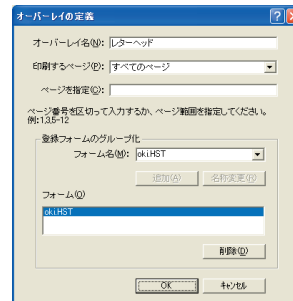 オーバーレイの定義
オーバーレイ名(N): レターヘッド
印刷するページ(P): すべてのページ
ページを指定(C):
ページ番号を区切って入力するか、ページ範囲を指定してください。
例:1,3,5-12
登録フォームのグループ化
フォーム名(M): oki.HST
追加(A) 名称変更(R)
フォーム(O)
oki.HST
削除(D)
OK キャンセル